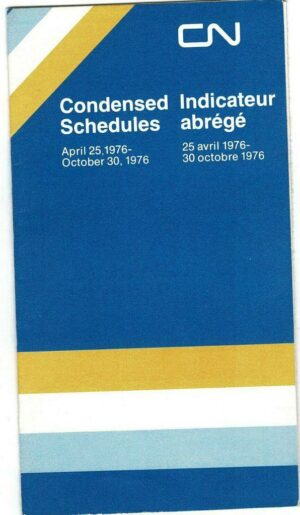 CN
Condensed
Schedules
April 25,1976-
October 30, 1976
Indicateur
abrégé
25 avril 1976-
30 octobre 1976